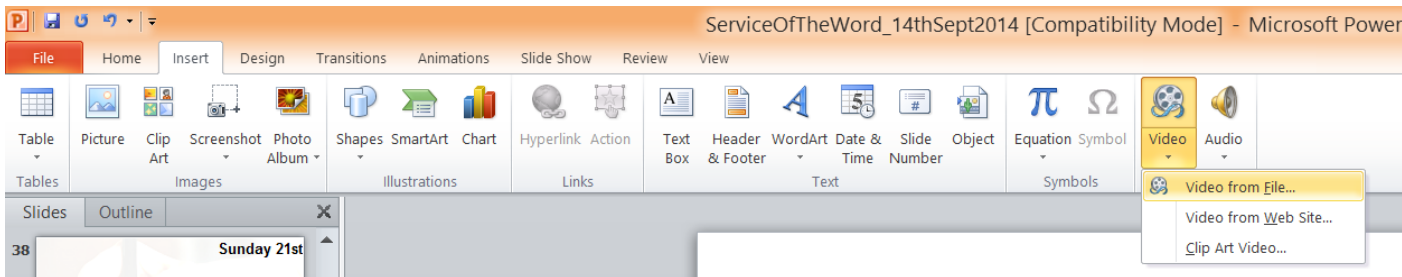 ServiceOfTheWord_14thSept2014 [Compatibility Mode] - Microsoft Power
File Home Insert Design Transitions Animations Slide Show Review View
Table Picture Clip Art Screenshot Photo Album Shapes SmartArt Chart Hyperlink Action Text Box Header & Footer WordArt Date & Time Slide Number Object Equation Symbol Video Audio
Tables Images Illustrations Links Text Symbols
Video from File...
Video from Web Site...
Clip Art Video...
Slides Outline
38 Sunday 21st